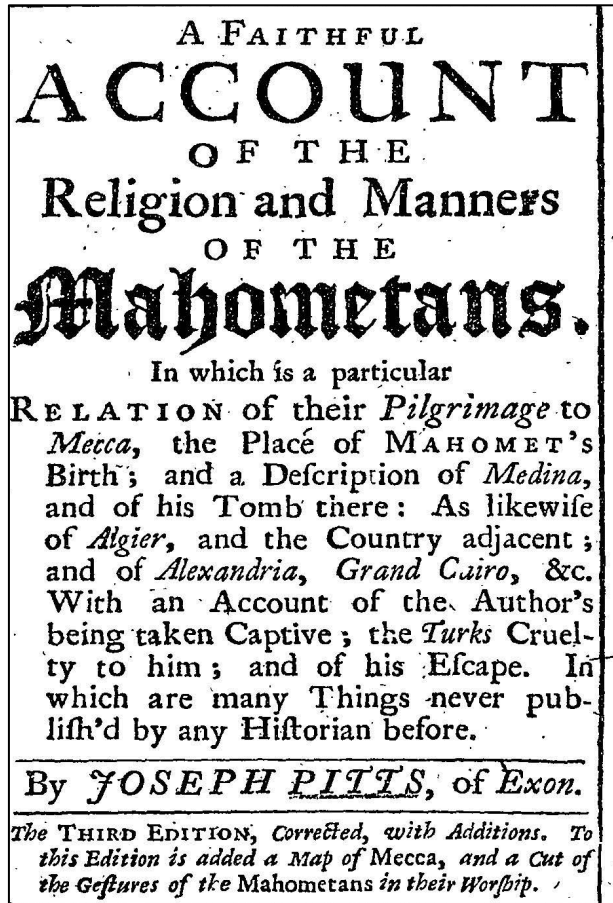 A FAITHFUL
ACCOUNT
OF THE
Religion and Manners
OF THE
Mahometans.
In which is a particular
RELATION of their Pilgrimage to
Mecca, the Place of MAHOMET's
Birth; and a Deſcription of Medina,
and of his Tomb there: As likewiſe
of Algier, and the Country adjacent;
and of Alexandria, Grand Cairo, &c.
With an Account of the Author's
being taken Captive; the Turks Cruel-
ty to him; and of his Eſcape. In
which are many Things never pub-
liſh'd by any Hiſtorian before.
By JOSEPH PITTS, of Exon.
The THIRD EDITION, Corrected, with Additions. To
this Edition is added a Map of Mecca, and a Cut of
the Geſtures of the Mahometans in their Worſhip.